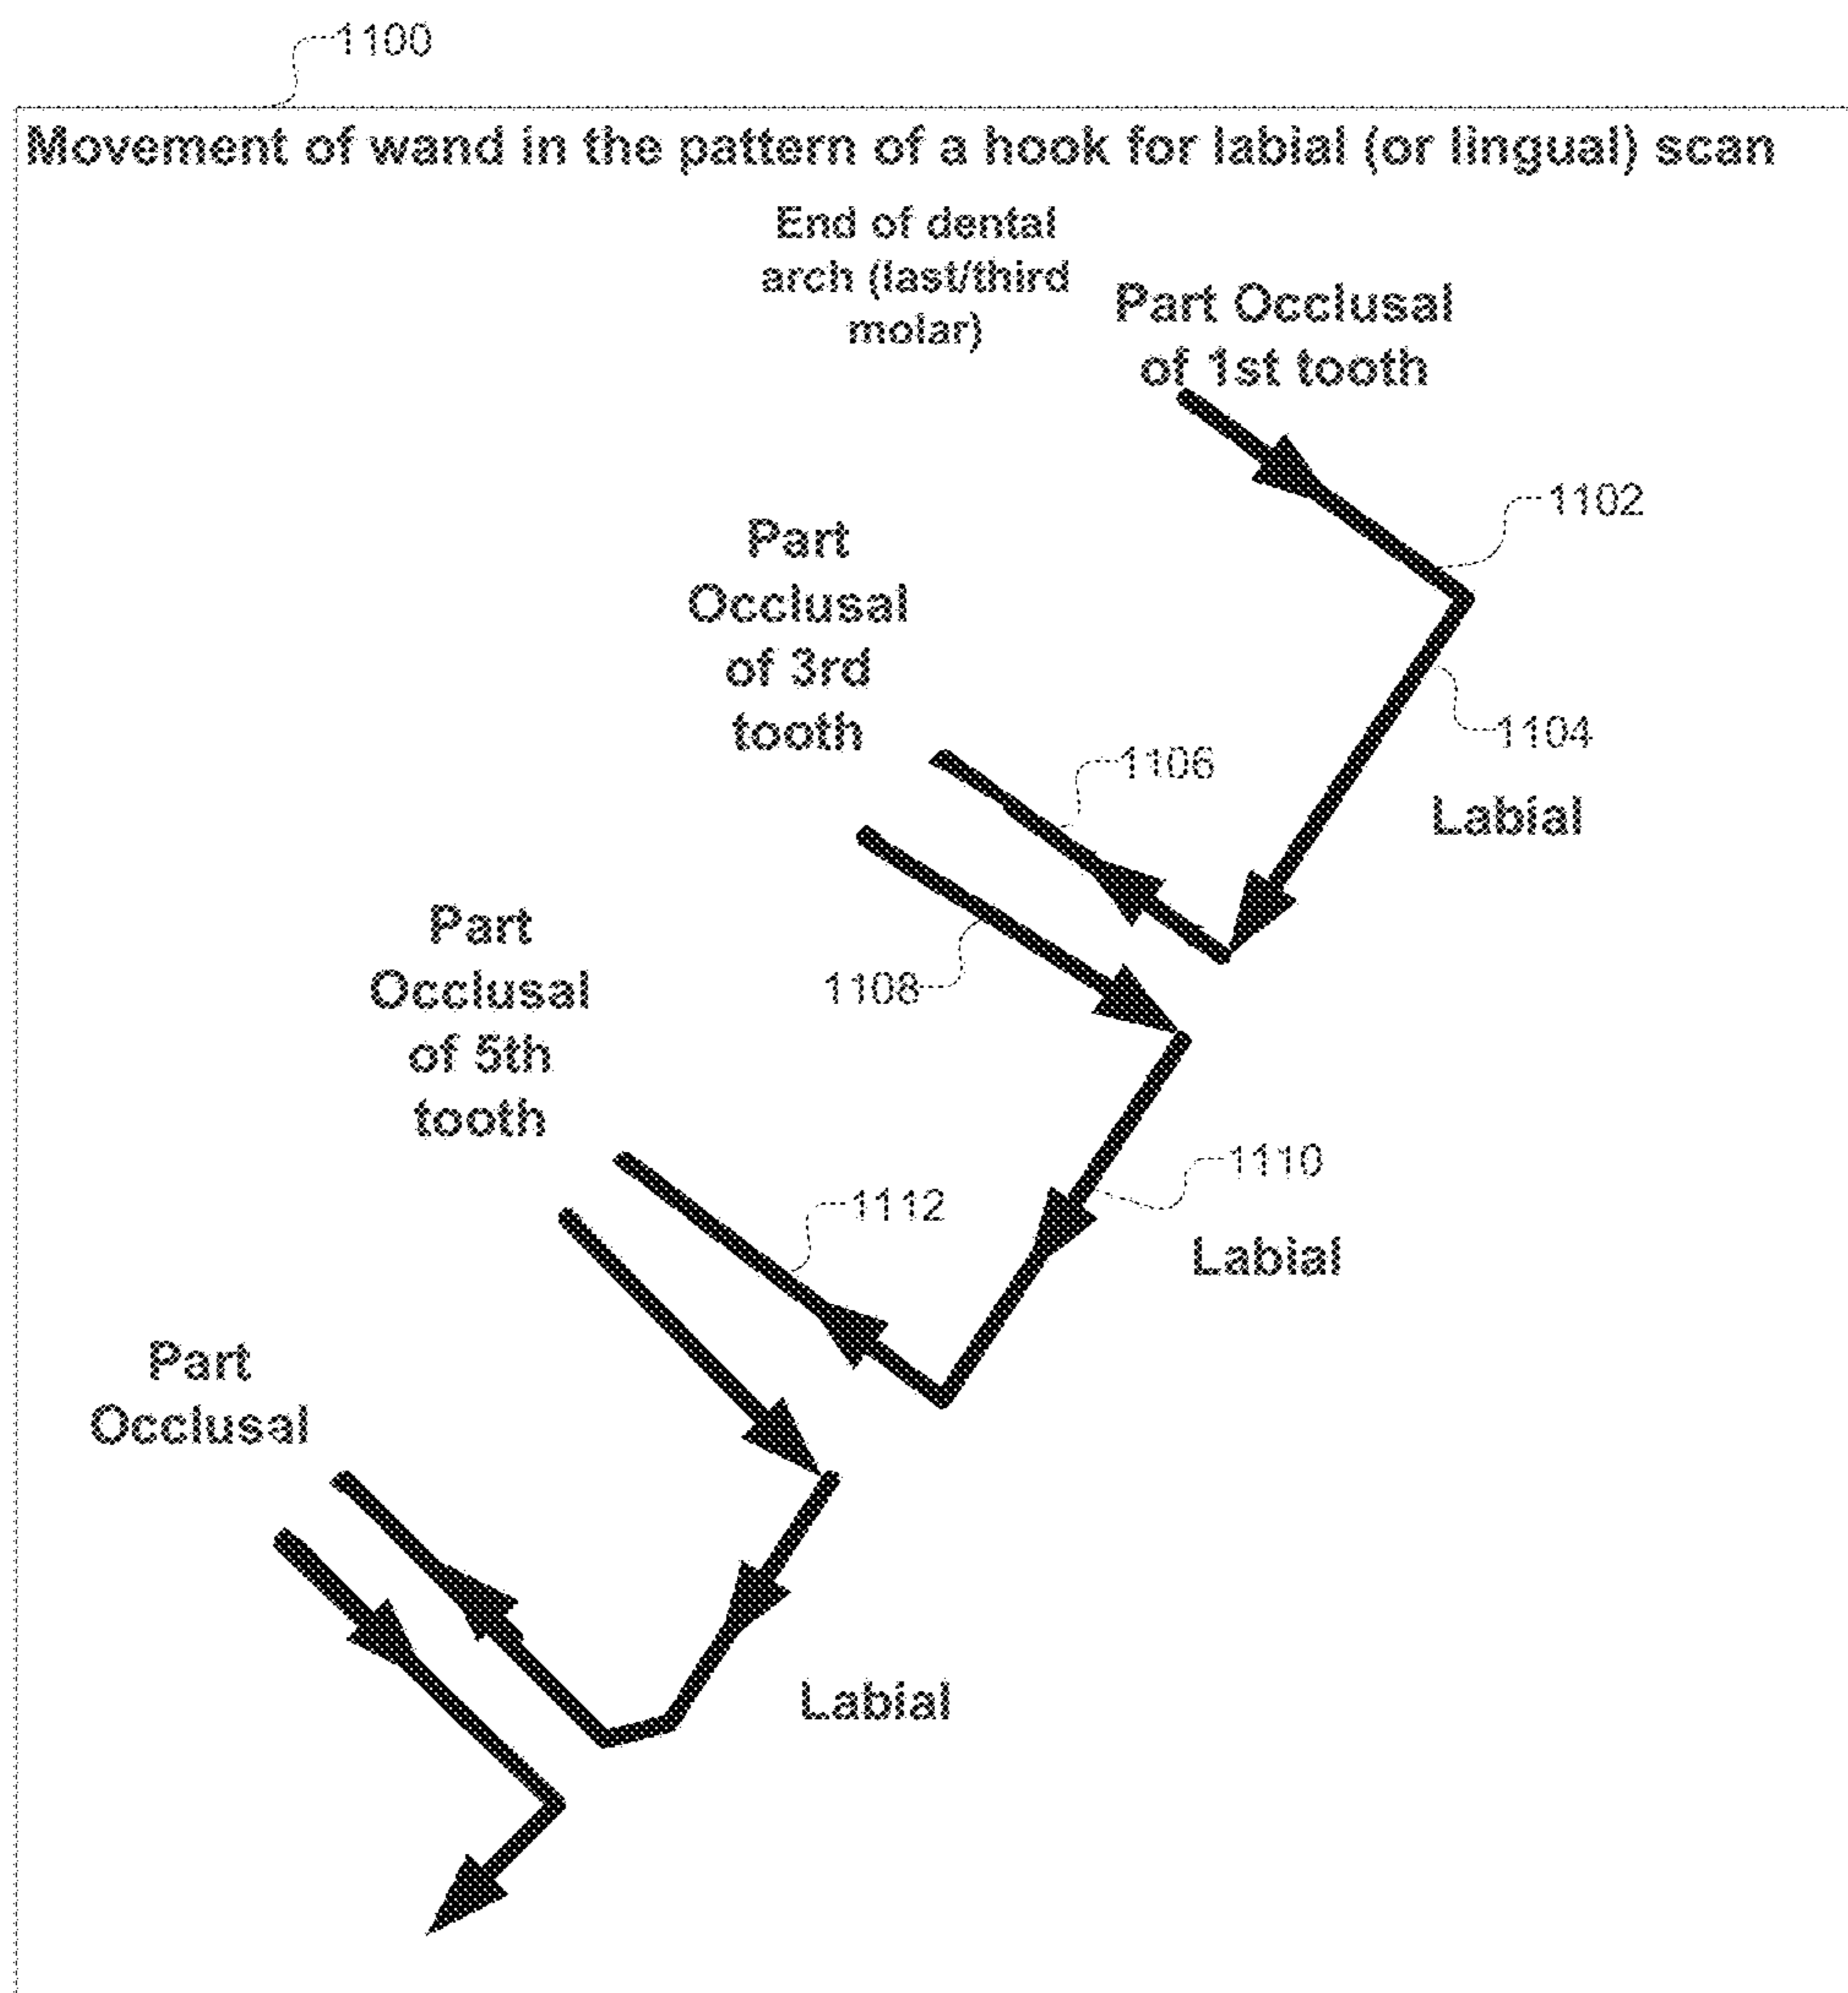 1100
Movement of wand in the pattern of a hook for labial (or lingual) scan
End of dental
arch (last/third
molar)
Part Occlusal
of 1st tooth
1102
Part
Occlusal
of 3rd
tooth
1104
1106
Labial
Part
Occlusal
of 5th
tooth
1108
1110
1112
Labial
Part
Occlusal
Labial